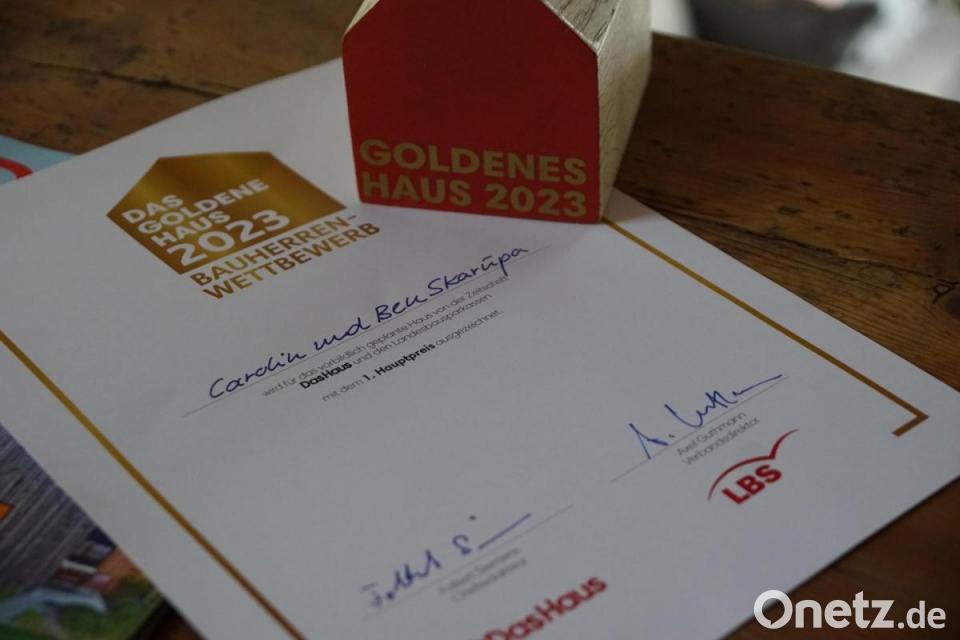 GOLDENES
HAUS 2023
DAS
GOLDENE
HAUS
2023
BAUHERREN-
WETTBEWERB
Carolin und Ben Skarupa
wird für das vorbildlich geplante Haus von der Zeitschrift
DasHaus und den Landesbausparkassen
mit dem 1. Hauptpreis ausgezeichnet.
Axel Guthmann
Verbandsdirektor
LBS
Chefredakteur
DasHaus
Onetz.de